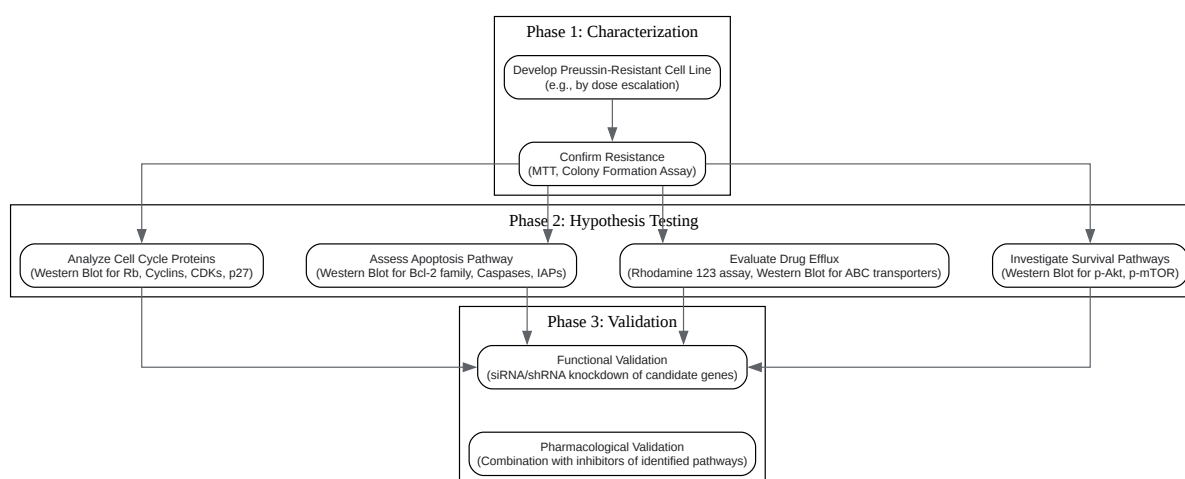 Phase 1: Characterization
Develop Preussin-Resistant Cell Line
(e.g., by dose escalation)
Confirm Resistance
(MTT, Colony Formation Assay)
Phase 2: Hypothesis Testing
Analyze Cell Cycle Proteins
(Western Blot for Rb, Cyclins, CDKs, p27)
Assess Apoptosis Pathway
(Western Blot for Bcl-2 family, Caspases, IAPs)
Evaluate Drug Efflux
(Rhodamine 123 assay, Western Blot for ABC transporters)
Investigate Survival Pathways
(Western Blot for p-Akt, p-mTOR)
Phase 3: Validation
Functional Validation
(siRNA/shRNA knockdown of candidate genes)
Pharmacological Validation
(Combination with inhibitors of identified pathways)